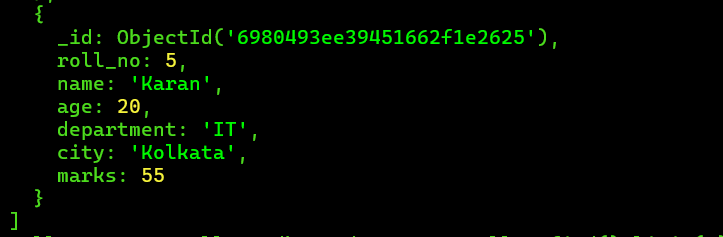 {
_id: ObjectId('6980493ee39451662f1e2625'),
roll_no: 5,
name: 'Karan',
age: 20,
department: 'IT',
city: 'Kolkata',
marks: 55
}
]